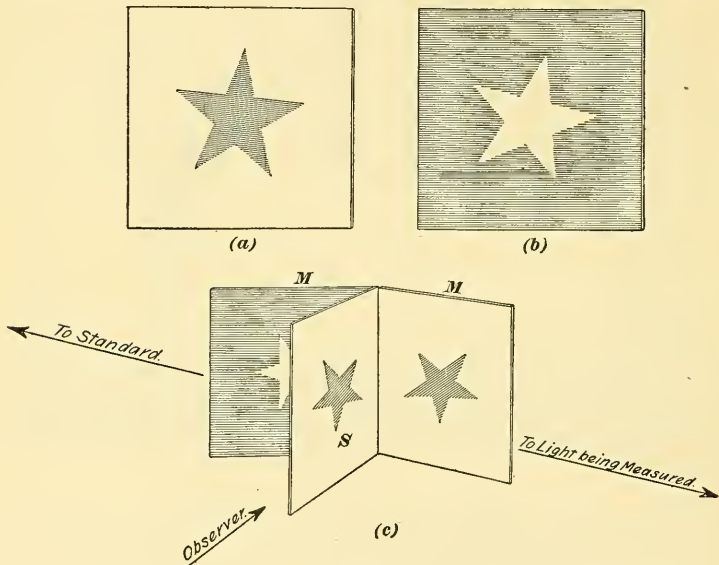 (a)
(b)
M
M
To Standard.
S
To Light being Measured.
Observer.
(c)